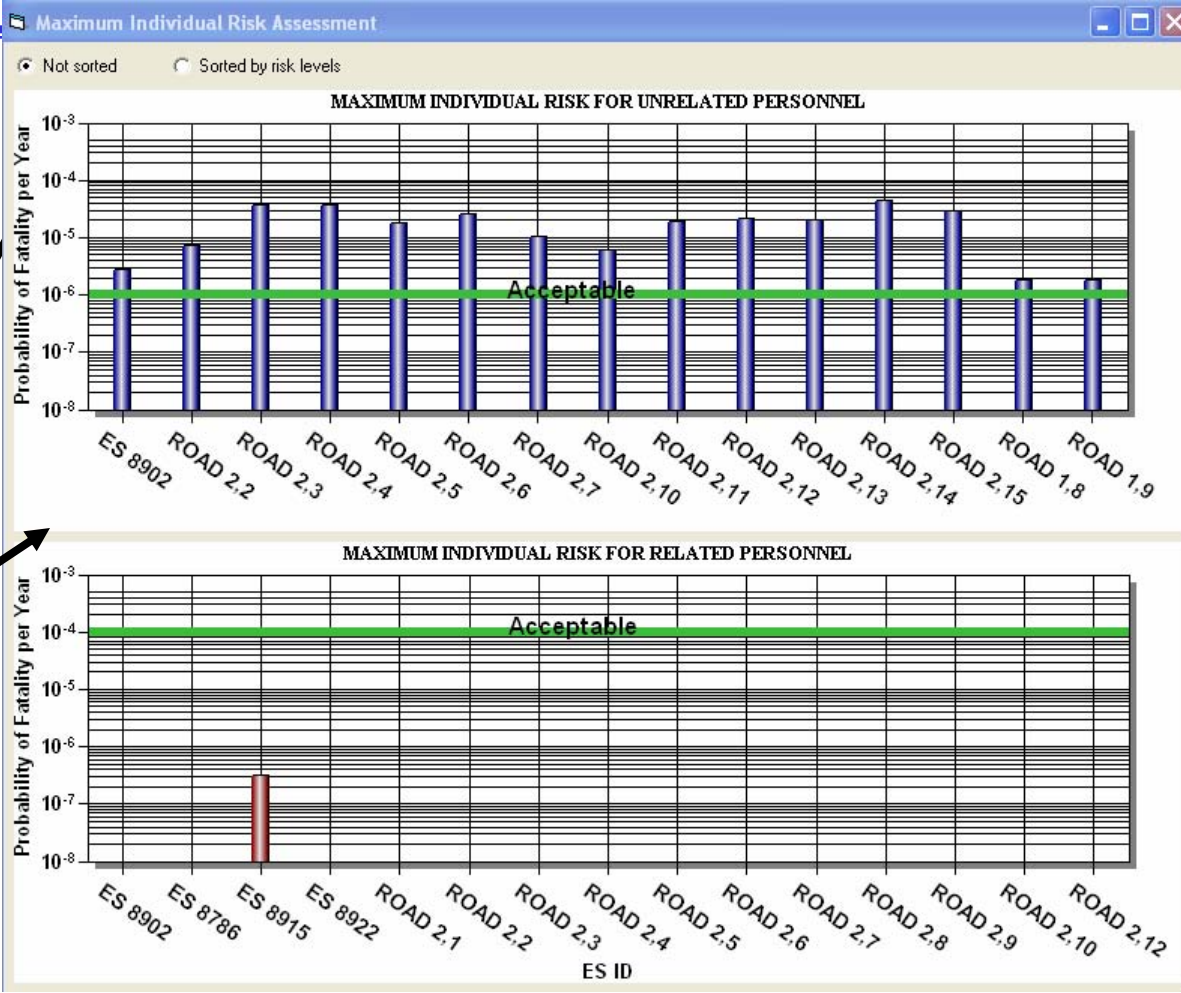 Maximum Individual Risk Assessment
Not sorted Sorted by risk levels
MAXIMUM INDIVIDUAL RISK FOR UNRELATED PERSONNEL
Probability of Fatality per Year
10-3
10-4
10-5
10-6
10-7
10-8
Acceptable
ES 8902 ROAD 2,2 ROAD 2,3 ROAD 2,4 ROAD 2,5 ROAD 2,6 ROAD 2,7 ROAD 2,10 ROAD 2,11 ROAD 2,12 ROAD 2,13 ROAD 2,14 ROAD 2,15 ROAD 1,8 ROAD 1,9
MAXIMUM INDIVIDUAL RISK FOR RELATED PERSONNEL
Probability of Fatality per Year
10-3
10-4
10-5
10-6
10-7
10-8
Acceptable
ES 8902 ES 8786 ES 8915 ES 8922 ROAD 2,1 ROAD 2,2 ROAD 2,3 ROAD 2,4 ROAD 2,5 ROAD 2,6 ROAD 2,7 ROAD 2,8 ROAD 2,9 ROAD 2,10 ROAD 2,12
ES ID